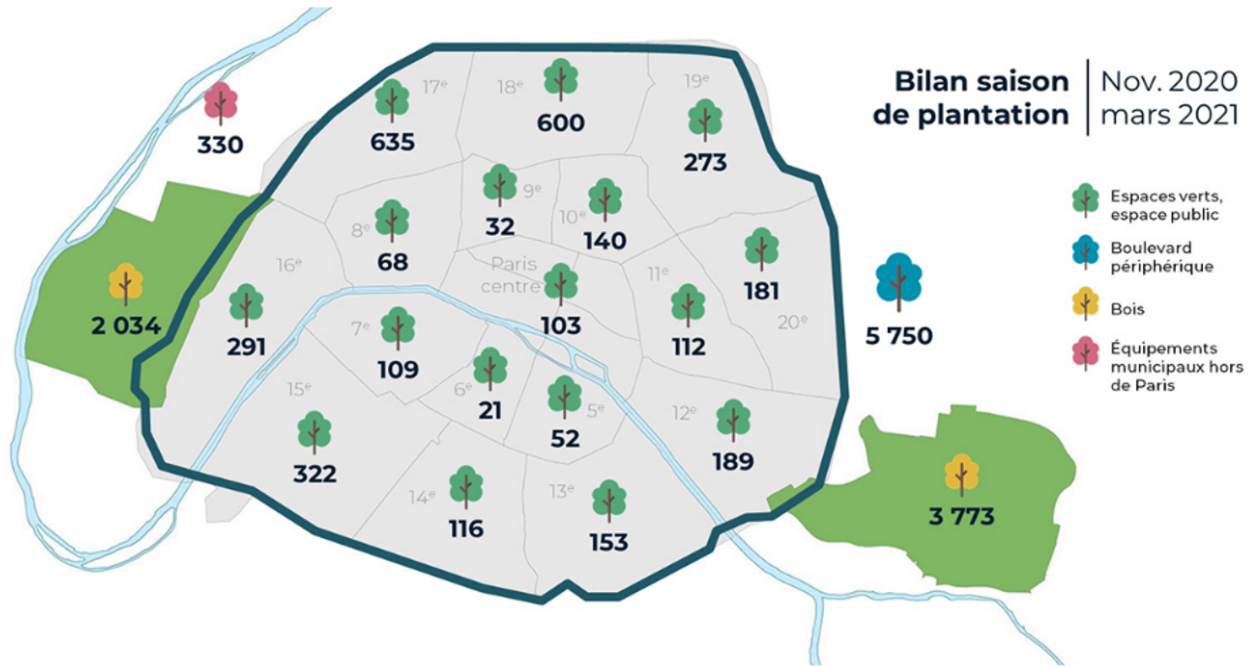 Bilan saison
de plantation
Nov. 2020
mars 2021
Espaces verts,
espace public
Boulevard
périphérique
Bois
Équipements
municipaux hors
de Paris
330
17e
635
18e
600
19e
273
8e
68
9e
32
10e
140
Paris
centre
103
11e
112
181
20e
5 750
2 034
16e
291
7e
109
6e
21
5e
52
15e
322
12e
189
14e
116
13e
153
3 773